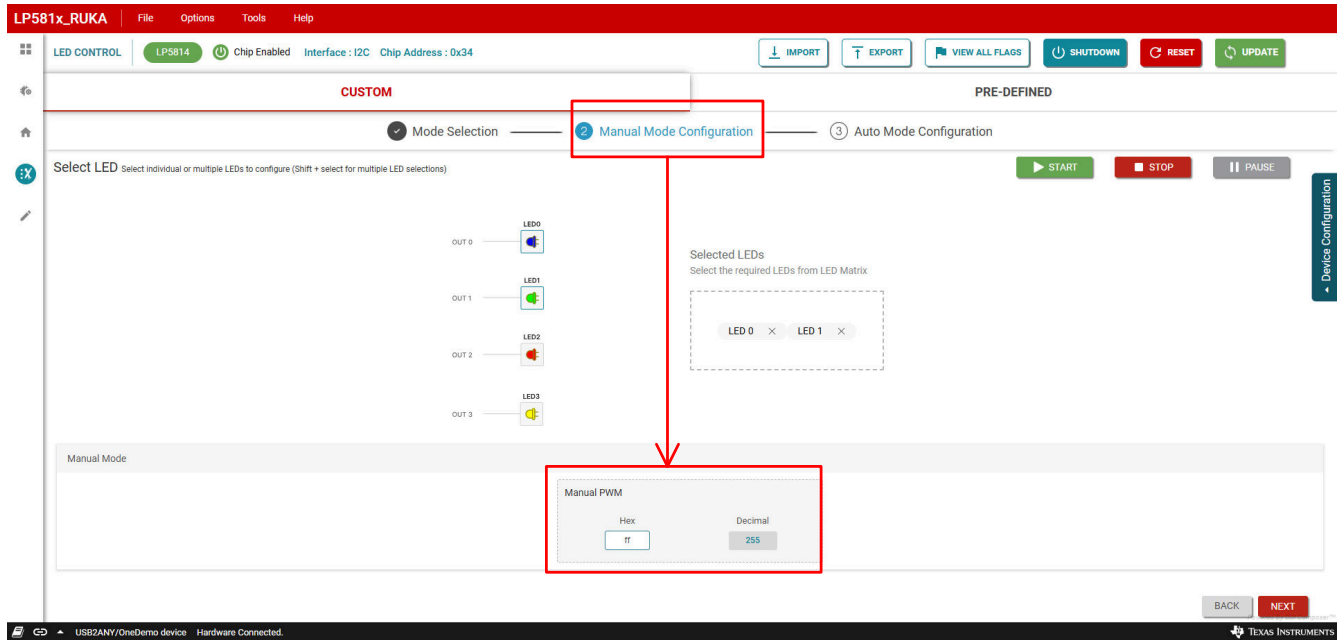 LP581x_RUKA File Options Tools Help
LED CONTROL LP5814 Chip Enabled Interface : I2C Chip Address : 0x34 IMPORT EXPORT VIEW ALL FLAGS SHUTDOWN RESET UPDATE
CUSTOM PRE-DEFINED
Mode Selection 2 Manual Mode Configuration 3 Auto Mode Configuration
Select LED Select individual or multiple LEDs to configure (Shift + select for multiple LED selections) START STOP PAUSE
Device Configuration
LED0
OUT 0
Selected LEDs
Select the required LEDs from LED Matrix
LED1
OUT 1
LED 0 × LED 1 ×
LED2
OUT 2
LED3
OUT 3
Manual Mode
Manual PWM
Hex Decimal
ff 255
BACK NEXT
USB2ANY/OneDemo device Hardware Connected. TEXAS INSTRUMENTS